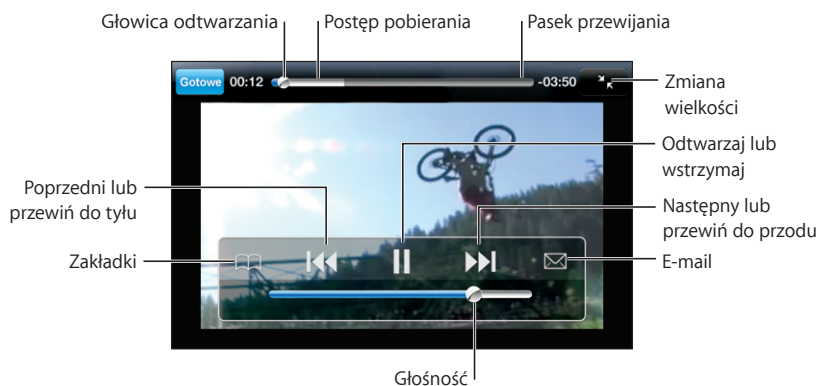 Głowica odtwarzania
Postęp pobierania
Pasek przewijania
Gotowe
00:12
-03:50
Zmiana
wielkości
Odtwarzaj lub
wstrzymaj
Poprzedni lub
przewiń do tyłu
Następny lub
przewiń do przodu
Zakładki
E-mail
Głośność